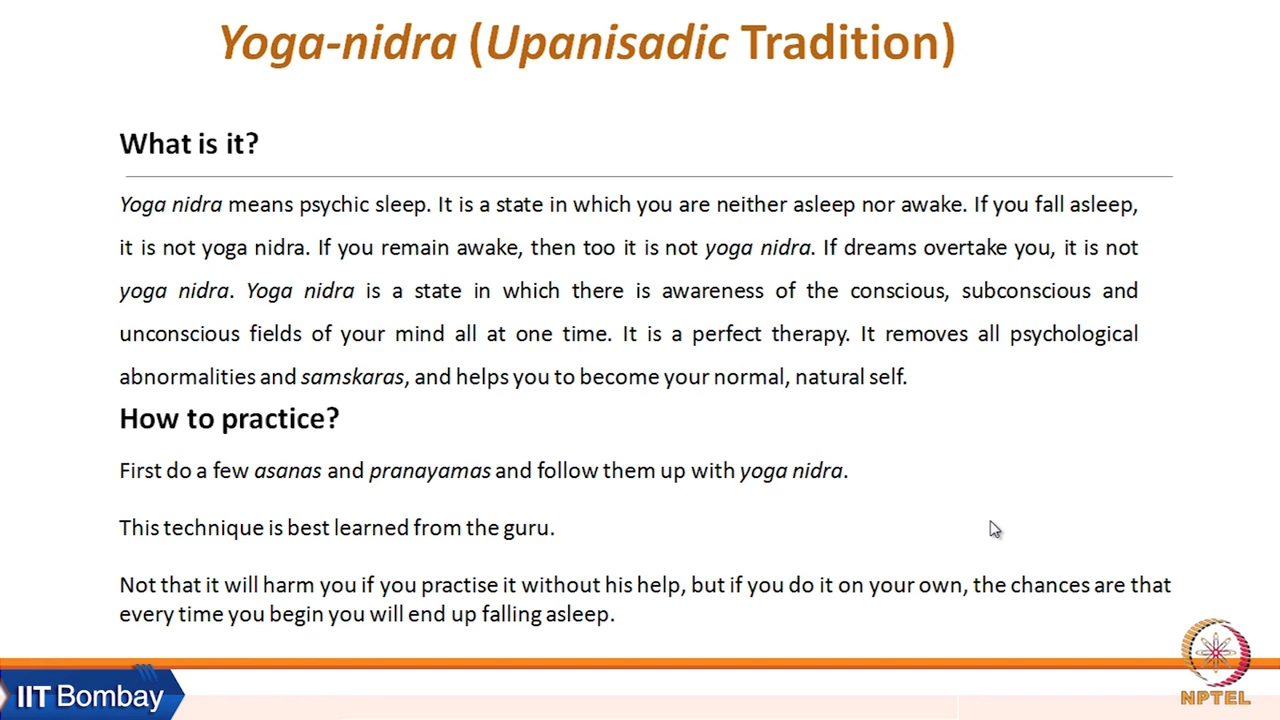 Yoga-nidra (Upanisadic Tradition)
What is it?
Yoga nidra means psychic sleep. It is a state in which you are neither asleep nor awake. If you fall asleep,
it is not yoga nidra. If you remain awake, then too it is not yoga nidra. If dreams overtake you, it is not
yoga nidra. Yoga nidra is a state in which there is awareness of the conscious, subconscious and
unconscious fields of your mind all at one time. It is a perfect therapy. It removes all psychological
abnormalities and samskaras, and helps you to become your normal, natural self.
How to practice?
First do a few asanas and pranayamas and follow them up with yoga nidra.
This technique is best learned from the guru.
Not that it will harm you if you practise it without his help, but if you do it on your own, the chances are that
every time you begin you will end up falling asleep.
IIT Bombay
NPTEL